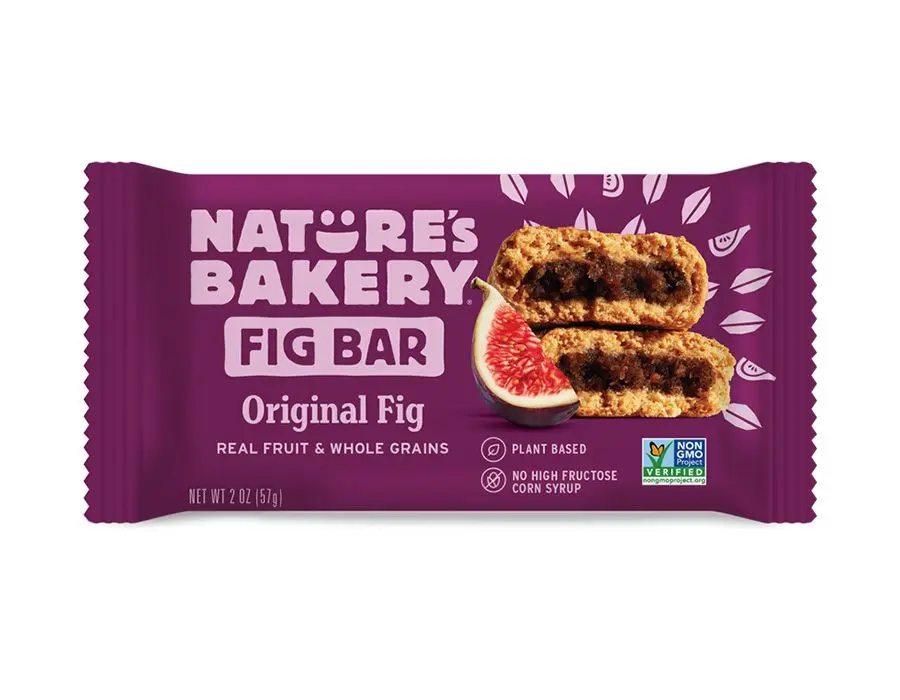 NATURE's
BAKERY®
FIG BAR
Original Fig
REAL FRUIT & WHOLE GRAINS
PLANT BASED
NO HIGH FRUCTOSE
CORN SYRUP
NON
GMO
Project
VERIFIED
nongmoproject.org
NET WT 2 OZ (57g)